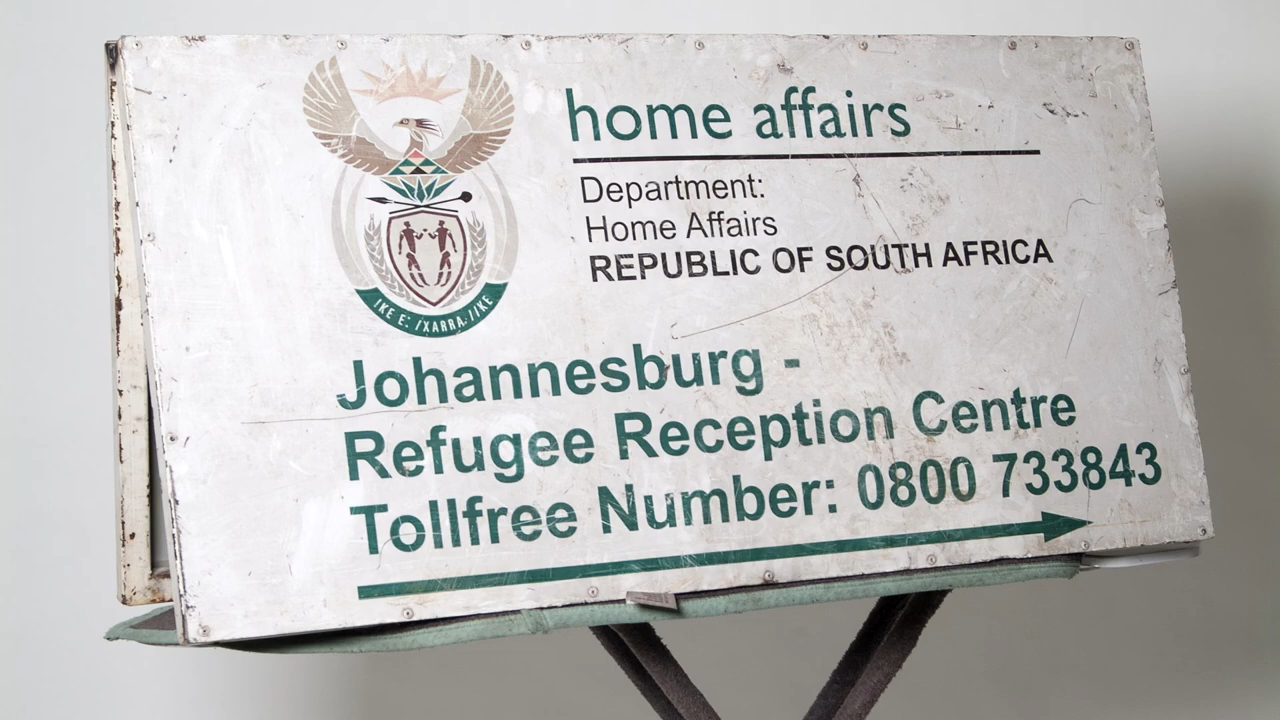 home affairs
Department:
Home Affairs
REPUBLIC OF SOUTH AFRICA
!KE E: /XARRA //KE
Johannesburg -
Refugee Reception Centre
Tollfree Number: 0800 733843